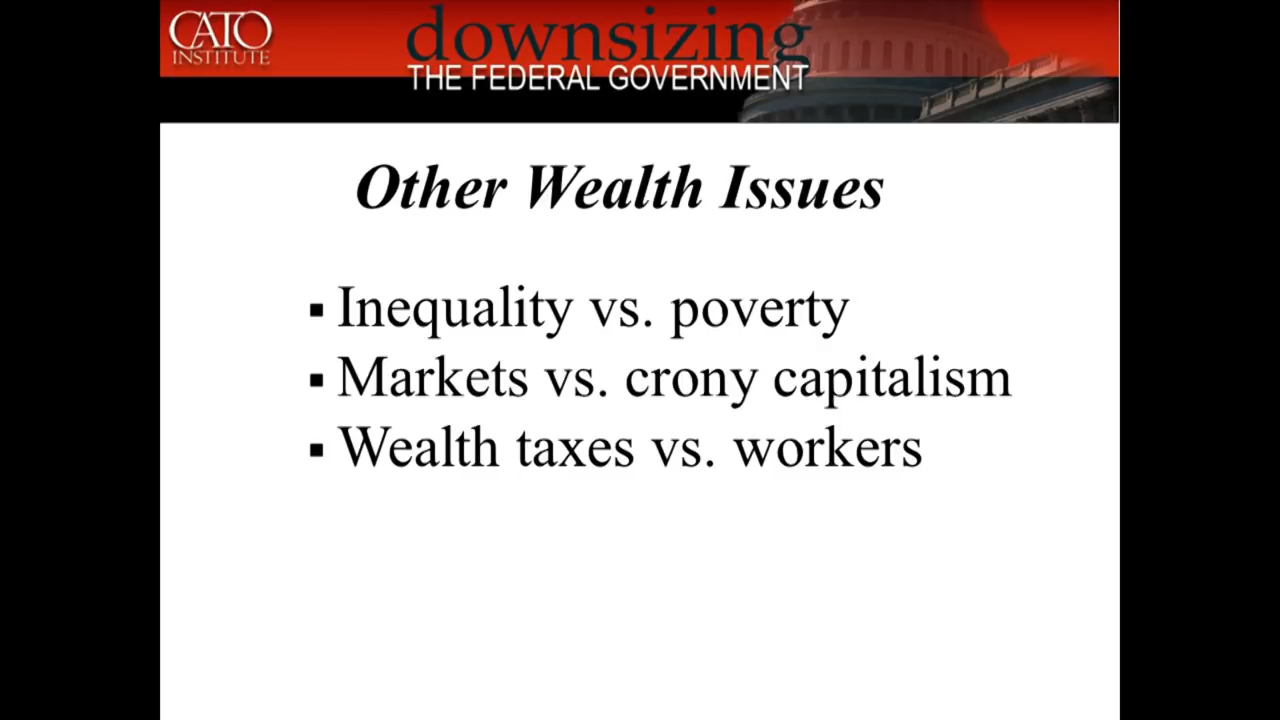 CATO
INSTITUTE
downsizing
THE FEDERAL GOVERNMENT
Other Wealth Issues
▪ Inequality vs. poverty
▪ Markets vs. crony capitalism
▪ Wealth taxes vs. workers